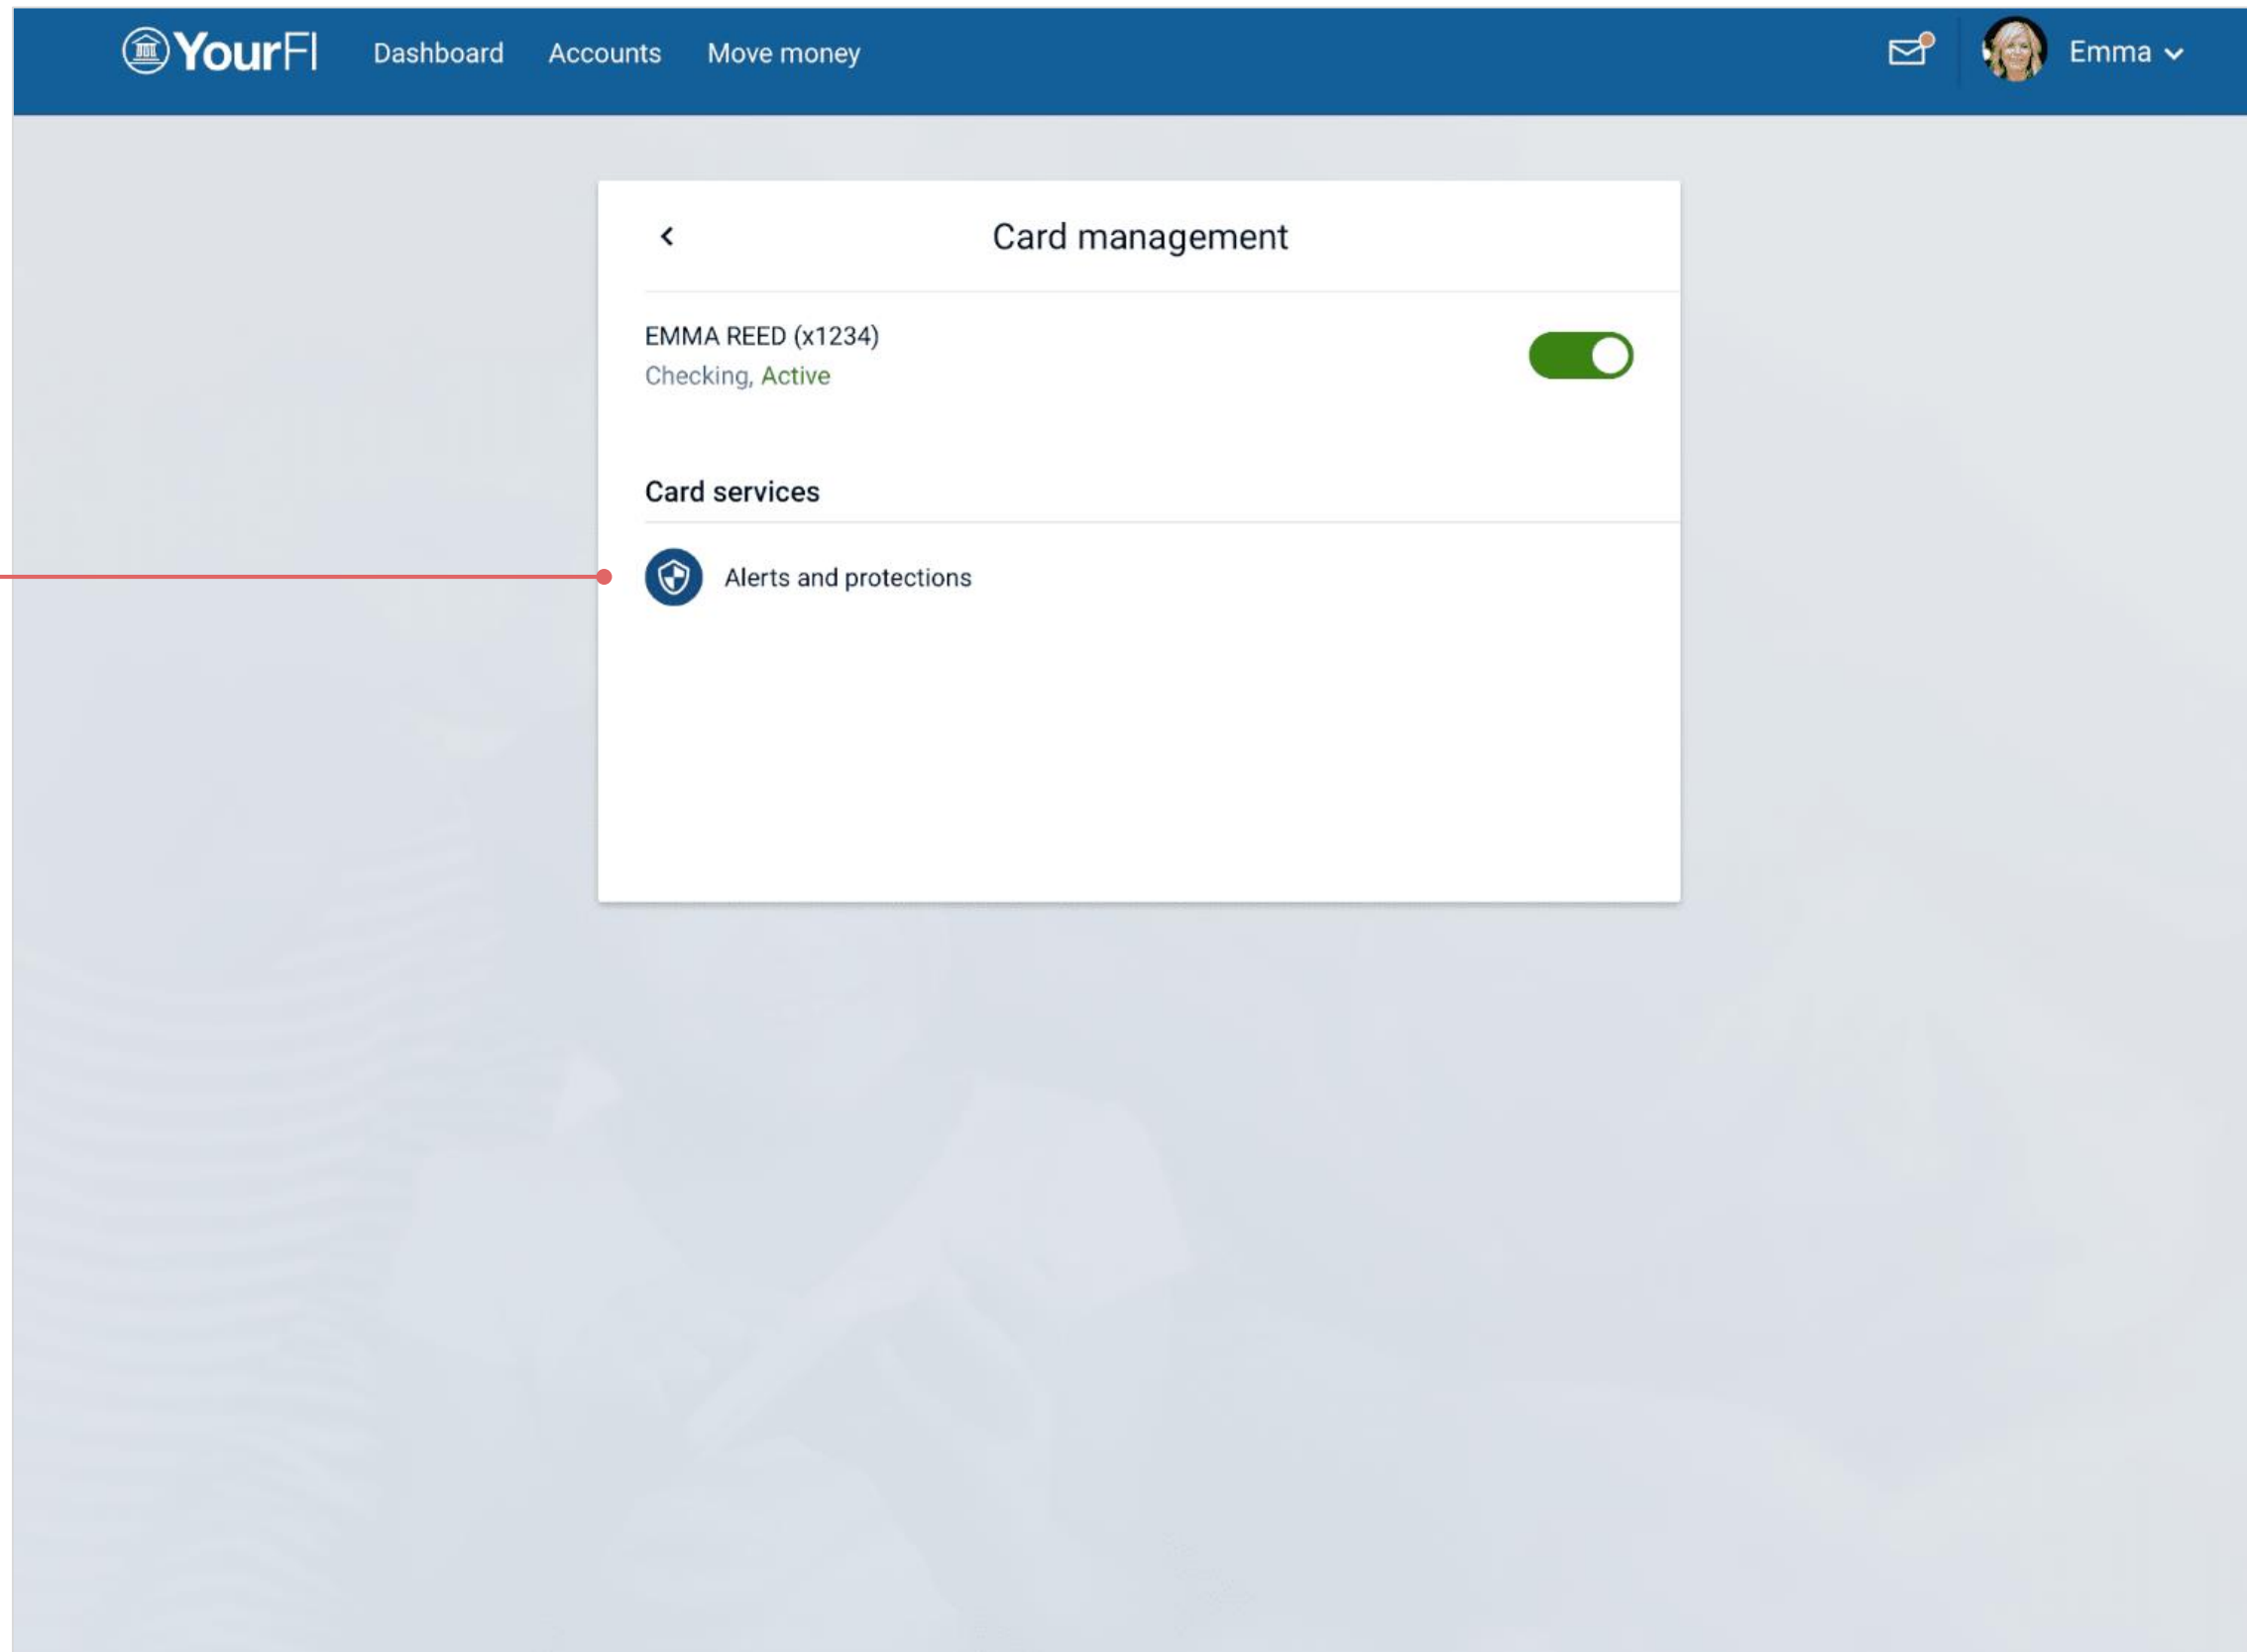 YourFI Dashboard Accounts Move money Emma
Card management
EMMA REED (x1234)
Checking, Active
Card services
Alerts and protections